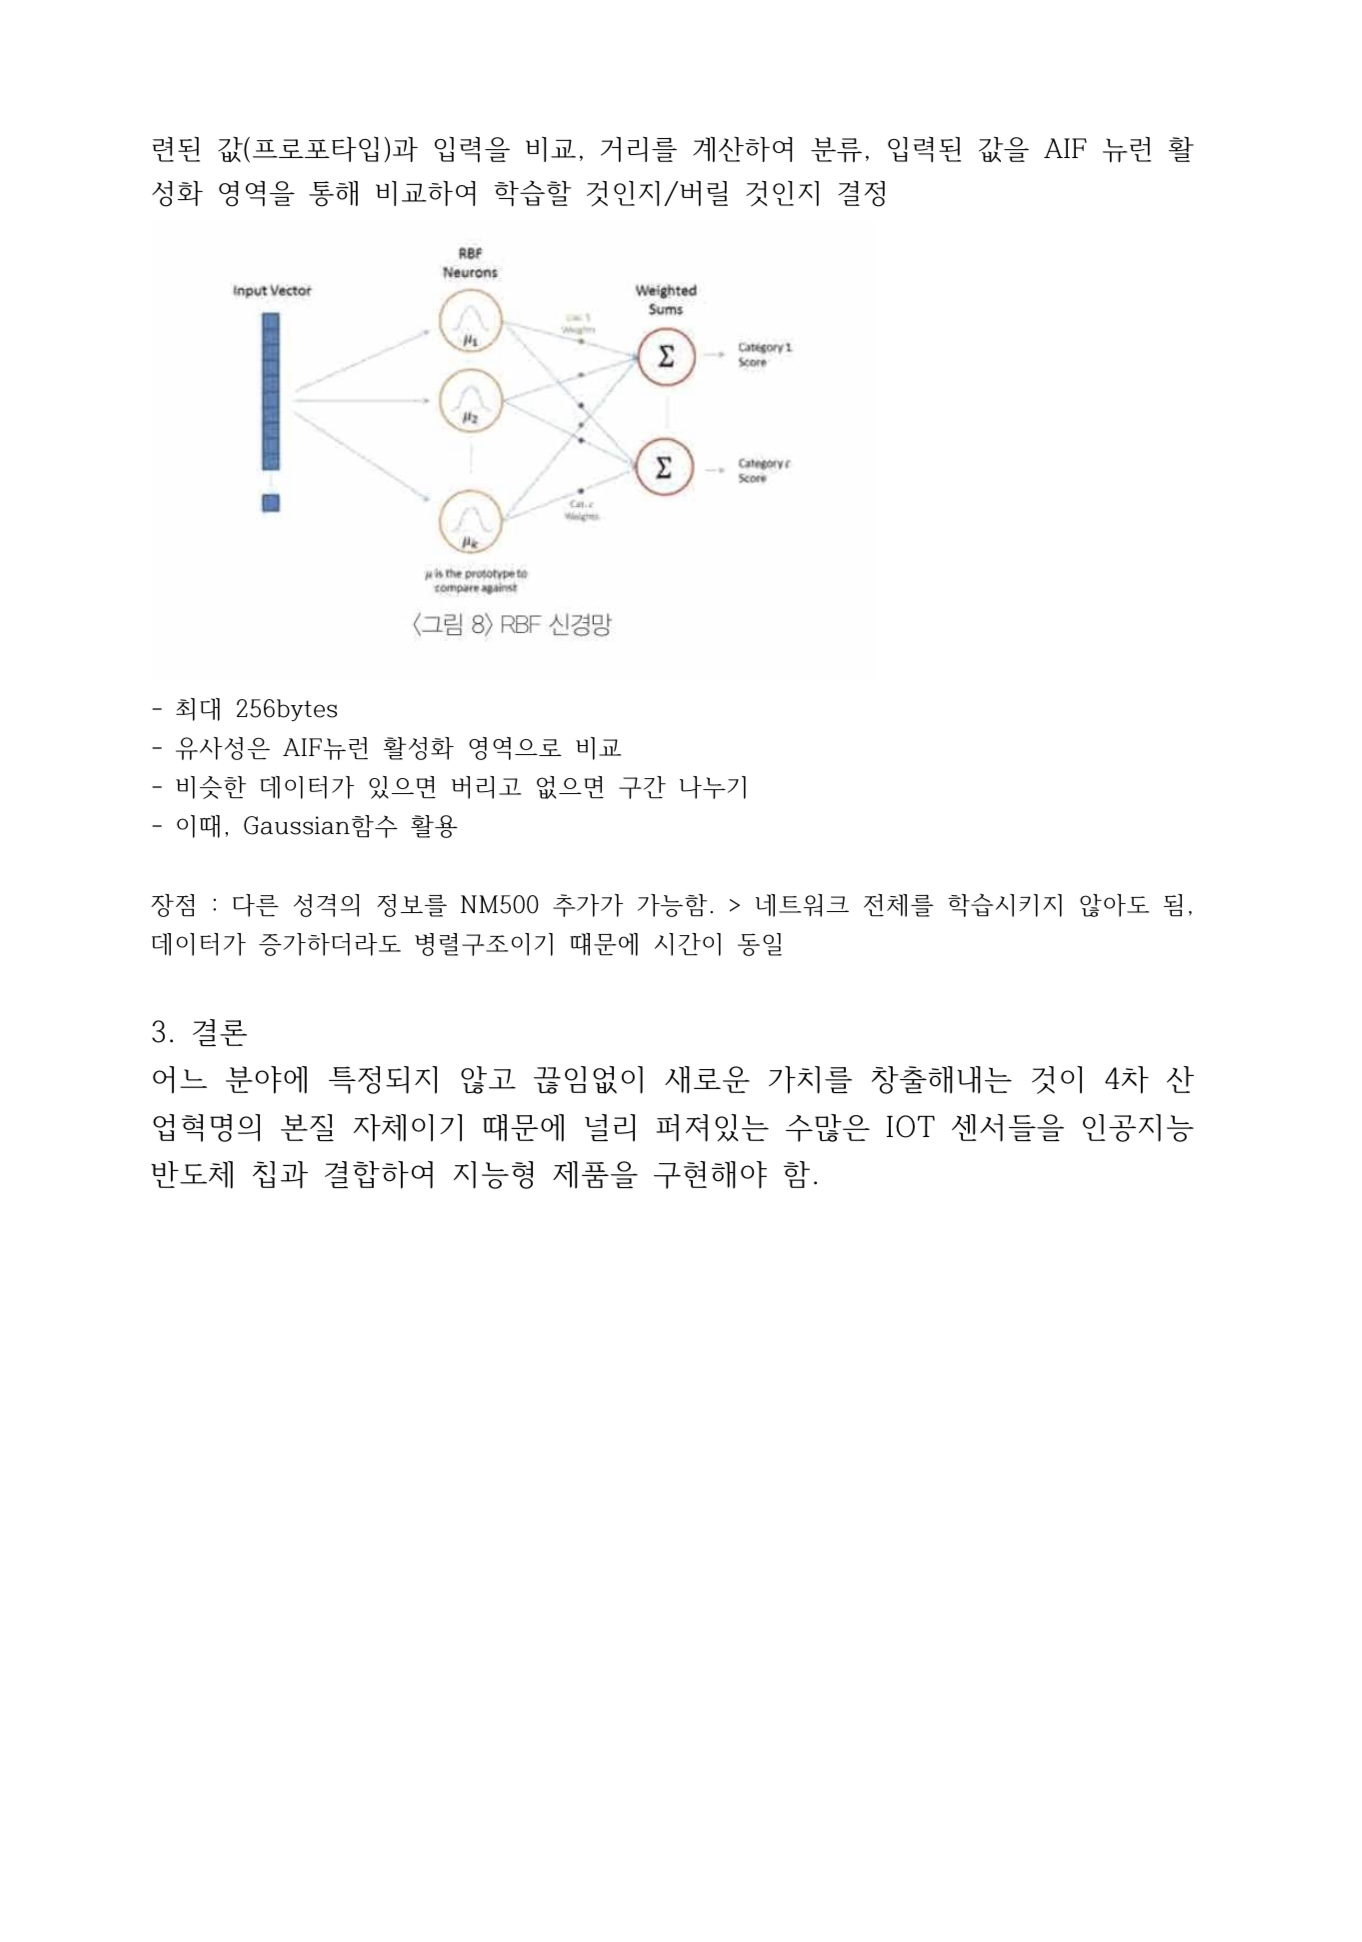 련된 값(프로포타입)과 입력을 비교, 거리를 계산하여 분류, 입력된 값을 AIF 뉴런 활
성화 영역을 통해 비교하여 학습할 것인지/버릴 것인지 결정
RBF
Neurons
Input Vector
Weighted
Sums
μ1
Cat. 1
Weights
Σ
Category 1
Score
μ2
Σ
Category c
Score
Cat. c
Weights
μk
μ is the prototype to
compare against
〈그림 8〉 RBF 신경망
- 최대 256bytes
- 유사성은 AIF뉴런 활성화 영역으로 비교
- 비슷한 데이터가 있으면 버리고 없으면 구간 나누기
- 이때, Gaussian함수 활용
장점 : 다른 성격의 정보를 NM500 추가가 가능함. > 네트워크 전체를 학습시키지 않아도 됨,
데이터가 증가하더라도 병렬구조이기 떄문에 시간이 동일
3. 결론
어느 분야에 특정되지 않고 끊임없이 새로운 가치를 창출해내는 것이 4차 산
업혁명의 본질 자체이기 떄문에 널리 퍼져있는 수많은 IOT 센서들을 인공지능
반도체 칩과 결합하여 지능형 제품을 구현해야 함.